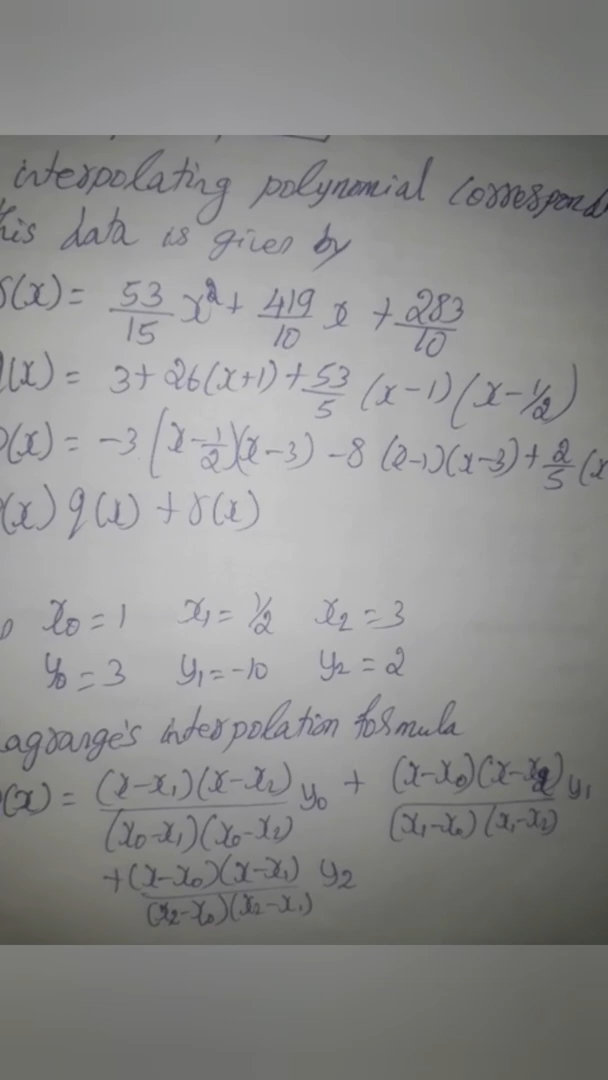 interpolating polynomial correspond
this data is given by
r(x) = 53/15 x² + 419/10 x + 283/10
q(x) = 3 + 26(x+1) + 53/5 (x-1)(x-1/2)
p(x) = -3 (x-1/2)(x-3) -8 (x-1)(x-3) + 2/5 (x
p(x) q(x) + r(x)
x₀ = 1 x₁ = 1/2 x₂ = 3
y₀ = 3 y₁ = -10 y₂ = 2
agrange's interpolation formula
(x) = (x-x₁)(x-x₂)/(x₀-x₁)(x₀-x₂) y₀ + (x-x₀)(x-x₂)/(x₁-x₀)(x₁-x₂) y₁
+ (x-x₀)(x-x₁)/(x₂-x₀)(x₂-x₁) y₂